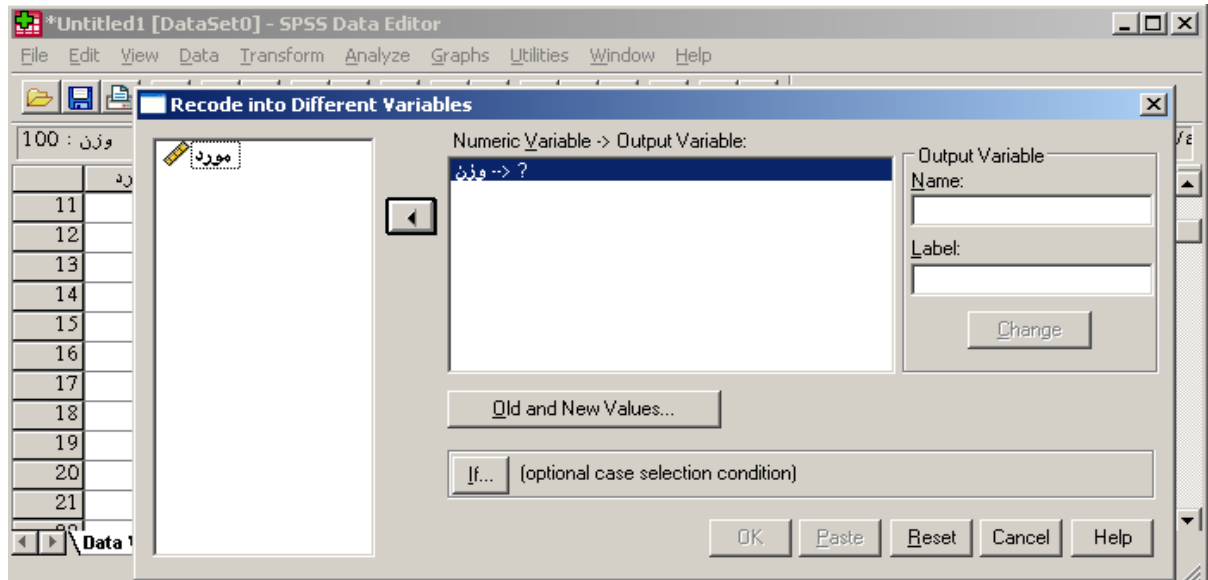 *Untitled1 [DataSet0] - SPSS Data Editor
File Edit View Data Transform Analyze Graphs Utilities Window Help
Recode into Different Variables
100 : وزن
مورد
Numeric Variable -> Output Variable:
وزن --> ?
Output Variable
Name:
Label:
Change
Old and New Values...
If... (optional case selection condition)
OK Paste Reset Cancel Help
11
12
13
14
15
16
17
18
19
20
21
Data